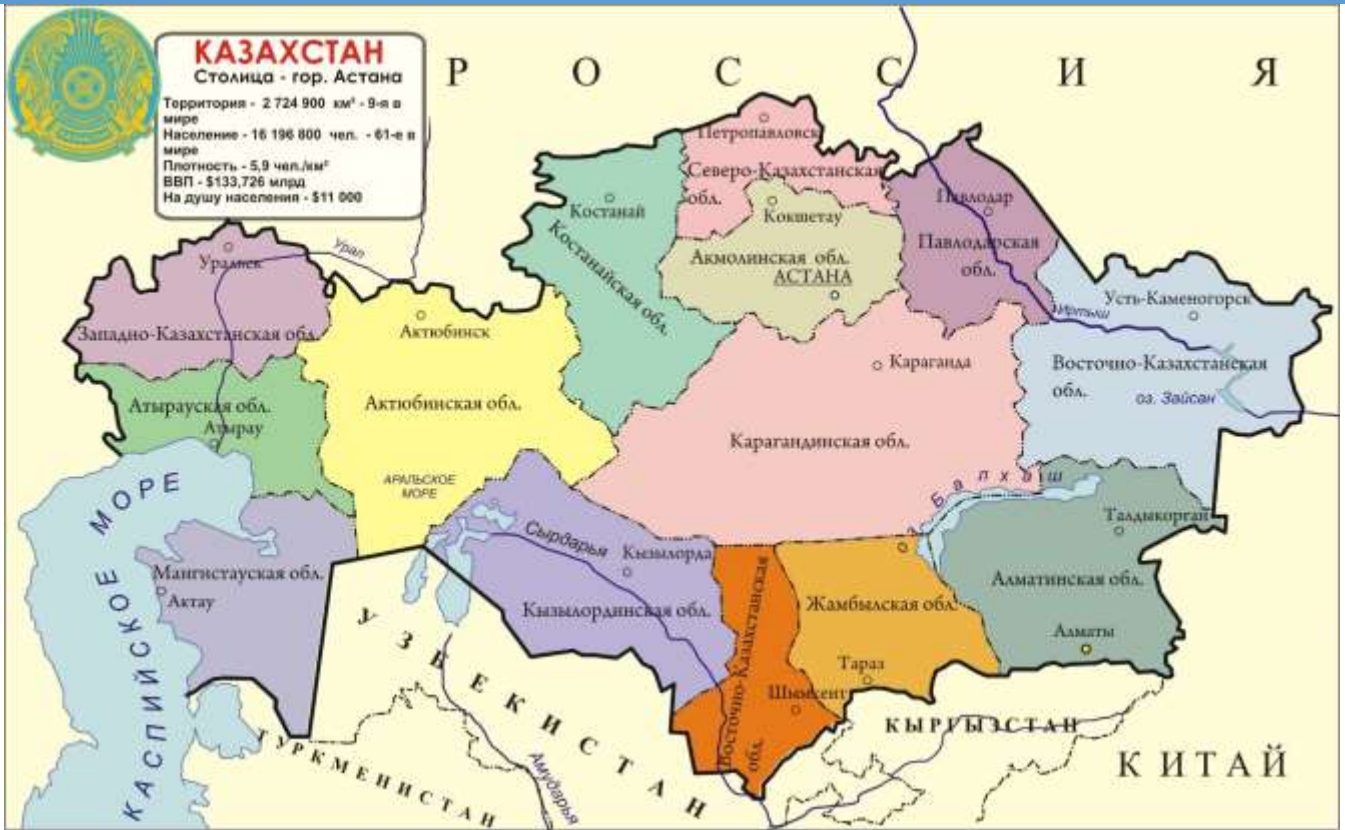 КАЗАХСТАН
Столица - гор. Астана
Территория - 2 724 900 км² - 9-я в
мире
Население - 16 196 800 чел. - 61-е в
мире
Плотность - 5,9 чел./км²
ВВП - $133,726 млрд
На душу населения - $11 000
РОССИЯ
Петропавловск
Северо-Казахстанская
обл.
Костанай
Кокшетау
Павлодар
Костанайская обл.
Акмолинская обл.
АСТАНА
Павлодарская
обл.
Уральск
Урал
Западно-Казахстанская обл.
Актюбинск
Иртыш
Усть-Каменогорск
Караганда
Восточно-Казахстанская
обл.
оз. Зайсан
Атырауская обл.
Атырау
Актюбинская обл.
Карагандинская обл.
АРАЛЬСКОЕ
МОРЕ
Балхаш
КАСПИЙСКОЕ МОРЕ
Талдыкорган
Сырдарья
Кызылорда
Мангистауская обл.
Актау
Кызылординская обл.
Восточно-Казахстанская
обл.
Жамбылская обл.
Алматинская обл.
Алматы
Тараз
Шымкент
УЗБЕКИСТАН
КЫРГЫЗСТАН
ТУРКМЕНИСТАН
Амударья
КИТАЙ